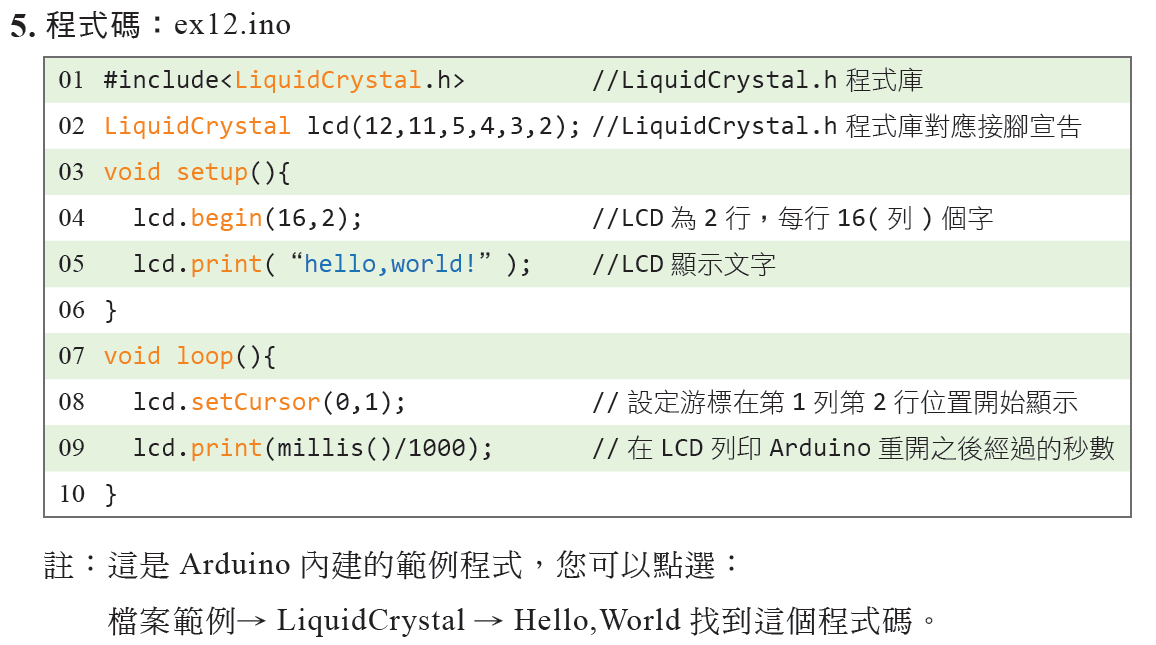 5. 程式碼：ex12.ino
01 #include<LiquidCrystal.h> //LiquidCrystal.h 程式庫
02 LiquidCrystal lcd(12,11,5,4,3,2); //LiquidCrystal.h 程式庫對應接腳宣告
03 void setup(){
04 lcd.begin(16,2); //LCD 為 2 行，每行 16( 列 ) 個字
05 lcd.print( “hello,world!” ); //LCD 顯示文字
06 }
07 void loop(){
08 lcd.setCursor(0,1); // 設定游標在第 1 列第 2 行位置開始顯示
09 lcd.print(millis()/1000); // 在 LCD 列印 Arduino 重開之後經過的秒數
10 }
註：這是 Arduino 內建的範例程式，您可以點選：
檔案範例→ LiquidCrystal → Hello,World 找到這個程式碼。